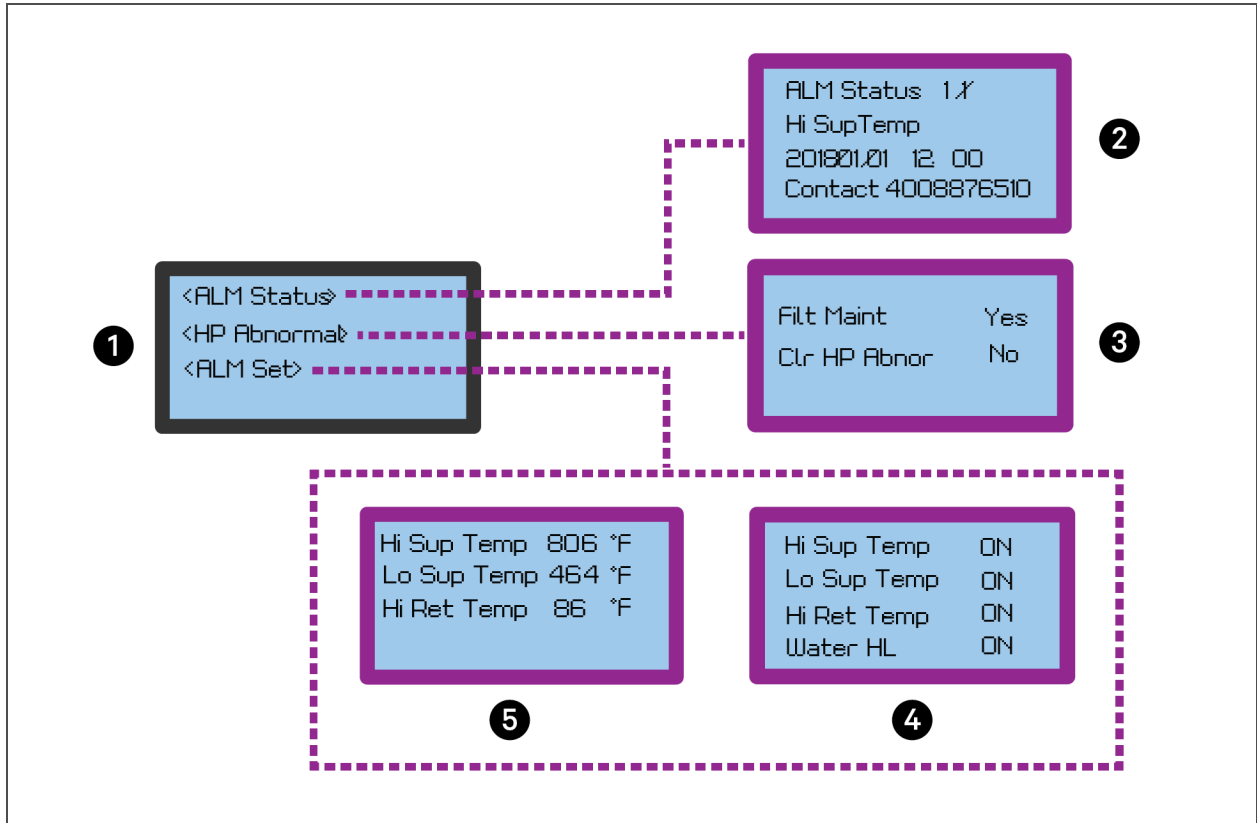 ALM Status 1/1
Hi SupTemp
2018/01/01 12: 00
Contact 4008876510
2
<ALM Status>
<HP Abnormal>
<ALM Set>
1
Filt Maint Yes
Clr HP Abnor No
3
Hi Sup Temp 806 °F
Lo Sup Temp 464 °F
Hi Ret Temp 86 °F
5
Hi Sup Temp ON
Lo Sup Temp ON
Hi Ret Temp ON
Water HL ON
4